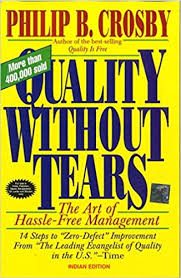 PHILIP B. CROSBY
Author of the best-selling
Quality Is Free
More than
400,000 sold
QUALITY
WITHOUT
TEARS
The Art of
Hassle-Free Management
14 Steps to "Zero-Defect" Improvement
From "The Leading Evangelist of Quality
in the U.S."–Time
INDIAN EDITION